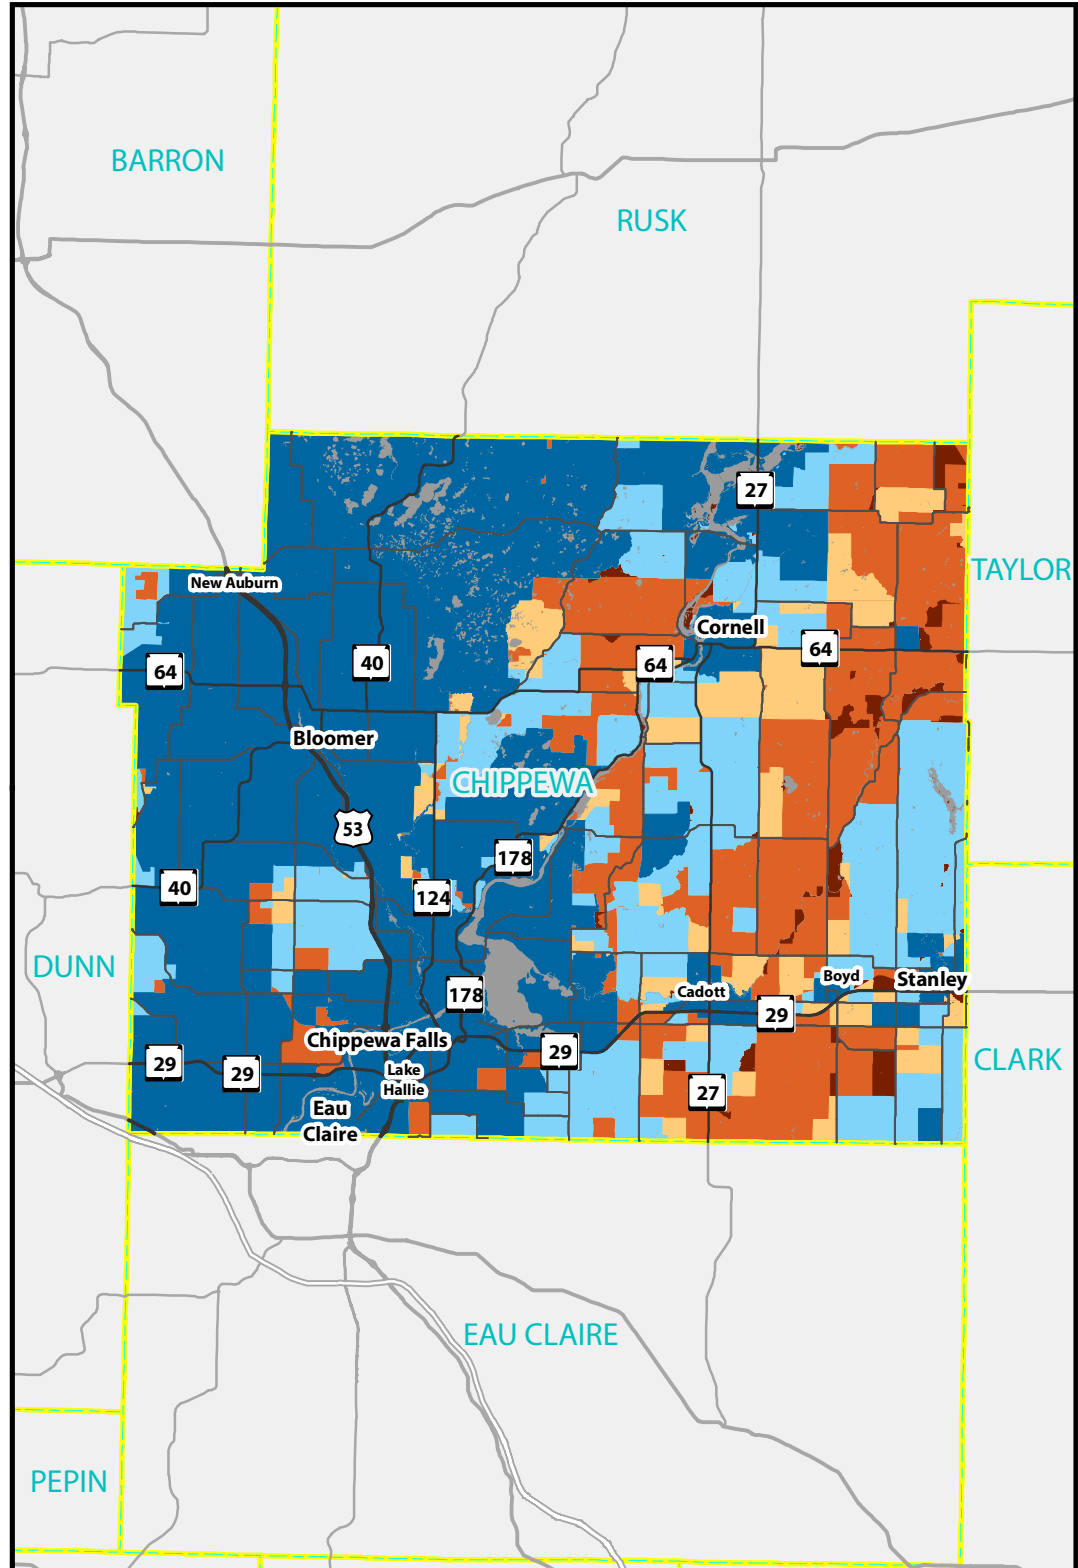 BARRON
RUSK
27
TAYLOR
New Auburn
Cornell
64
40
64
64
Bloomer
CHIPPEWA
53
178
40
124
DUNN
Boyd
Stanley
Cadott
178
29
Chippewa Falls
29
29
29
Lake
Hallie
CLARK
27
Eau
Claire
EAU CLAIRE
PEPIN